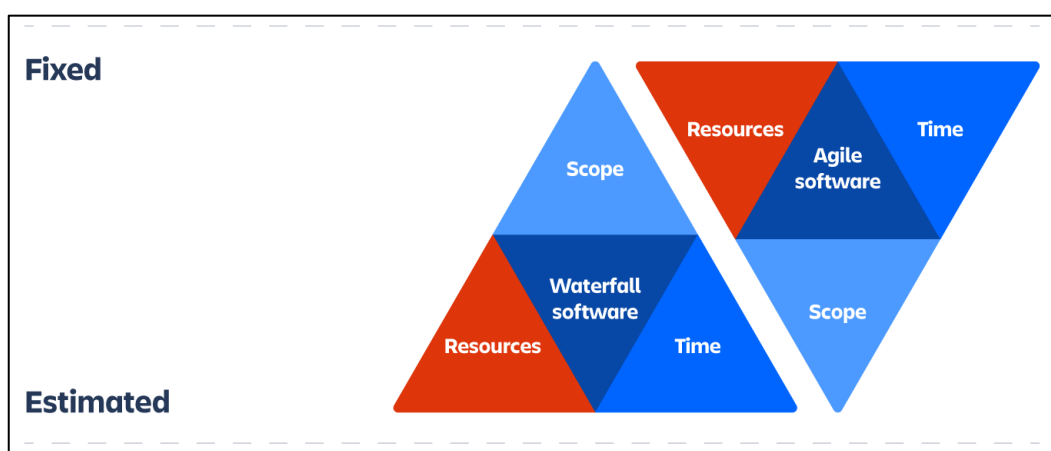 Fixed
Resources
Time
Agile
software
Scope
Waterfall
software
Scope
Resources
Time
Estimated